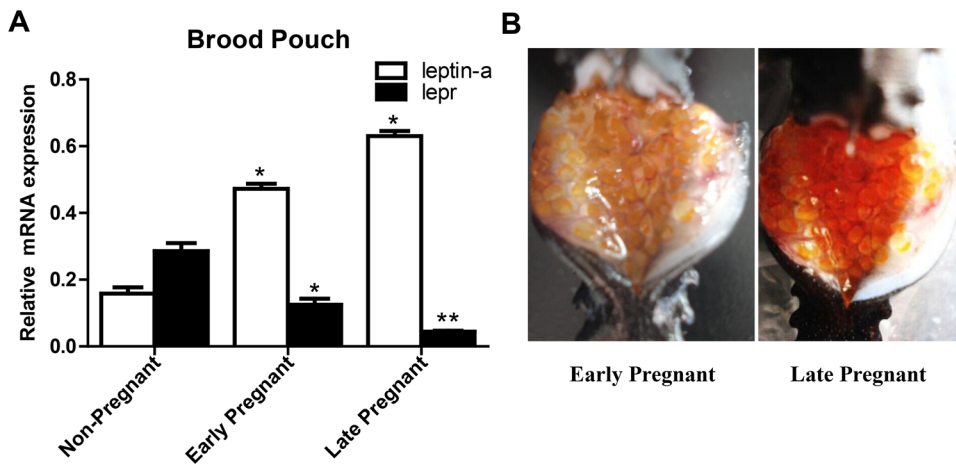 A
Brood Pouch
leptin-a
lepr
Relative mRNA expression
0.8
0.6
0.4
0.2
0.0
*
*
*
**
Non-Pregnant
Early Pregnant
Late Pregnant
B
Early Pregnant
Late Pregnant